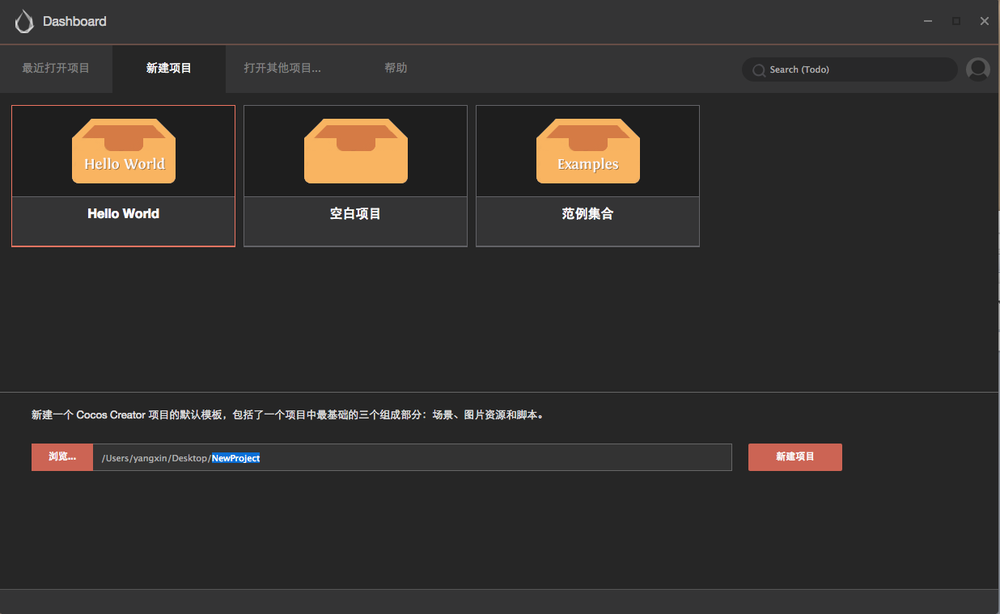 Dashboard
最近打开项目 新建项目 打开其他项目... 帮助 Search (Todo)
Hello World Examples
Hello World 空白项目 范例集合
新建一个 Cocos Creator 项目的默认模板，包括了一个项目中最基础的三个组成部分：场景、图片资源和脚本。
浏览... /Users/yangxin/Desktop/NewProject 新建项目